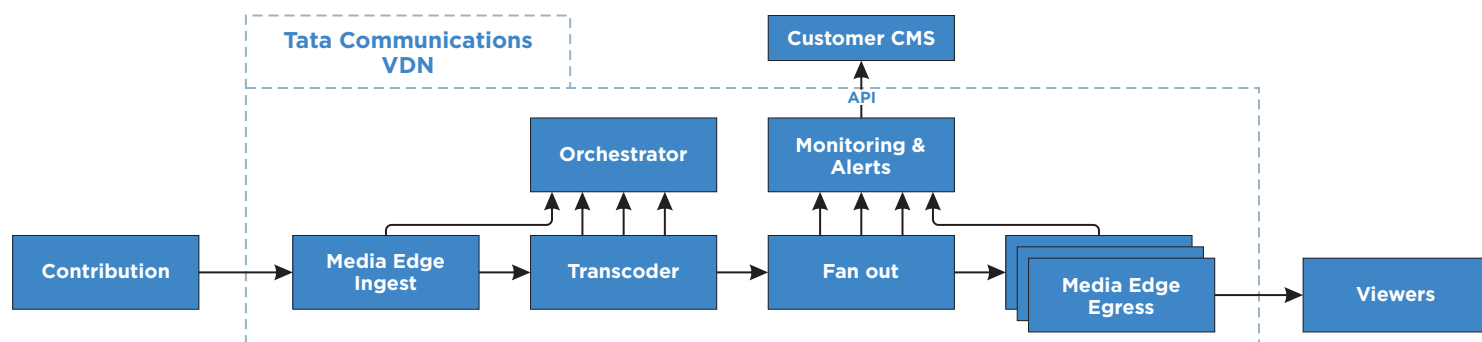 Tata Communications
VDN
Customer CMS
API
Orchestrator
Monitoring &
Alerts
Contribution
Media Edge
Ingest
Transcoder
Fan out
Media Edge
Egress
Viewers